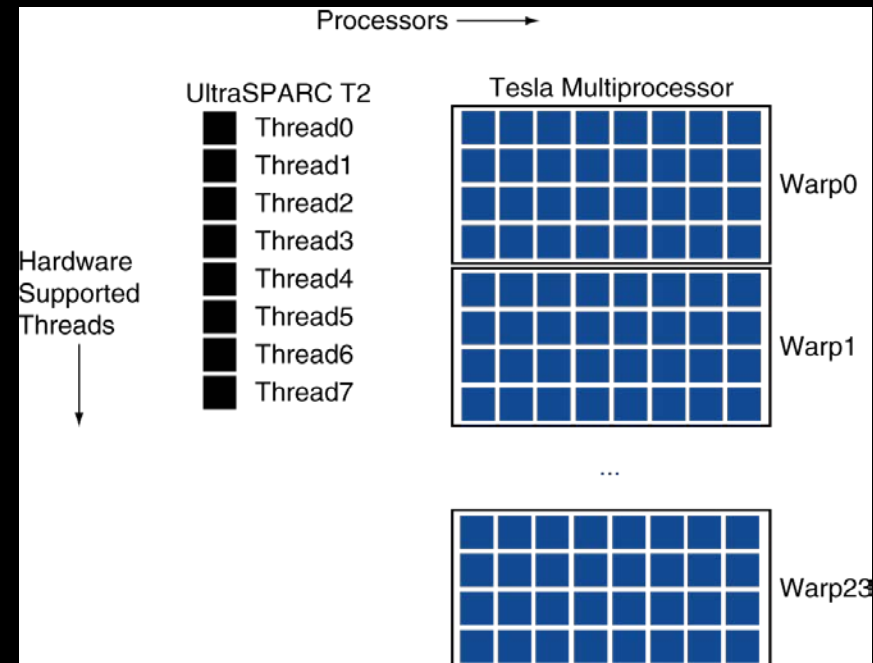 Processors
UltraSPARC T2
Tesla Multiprocessor
Thread0
Thread1
Thread2
Thread3
Thread4
Thread5
Thread6
Thread7
Hardware
Supported
Threads
Warp0
Warp1
...
Warp23